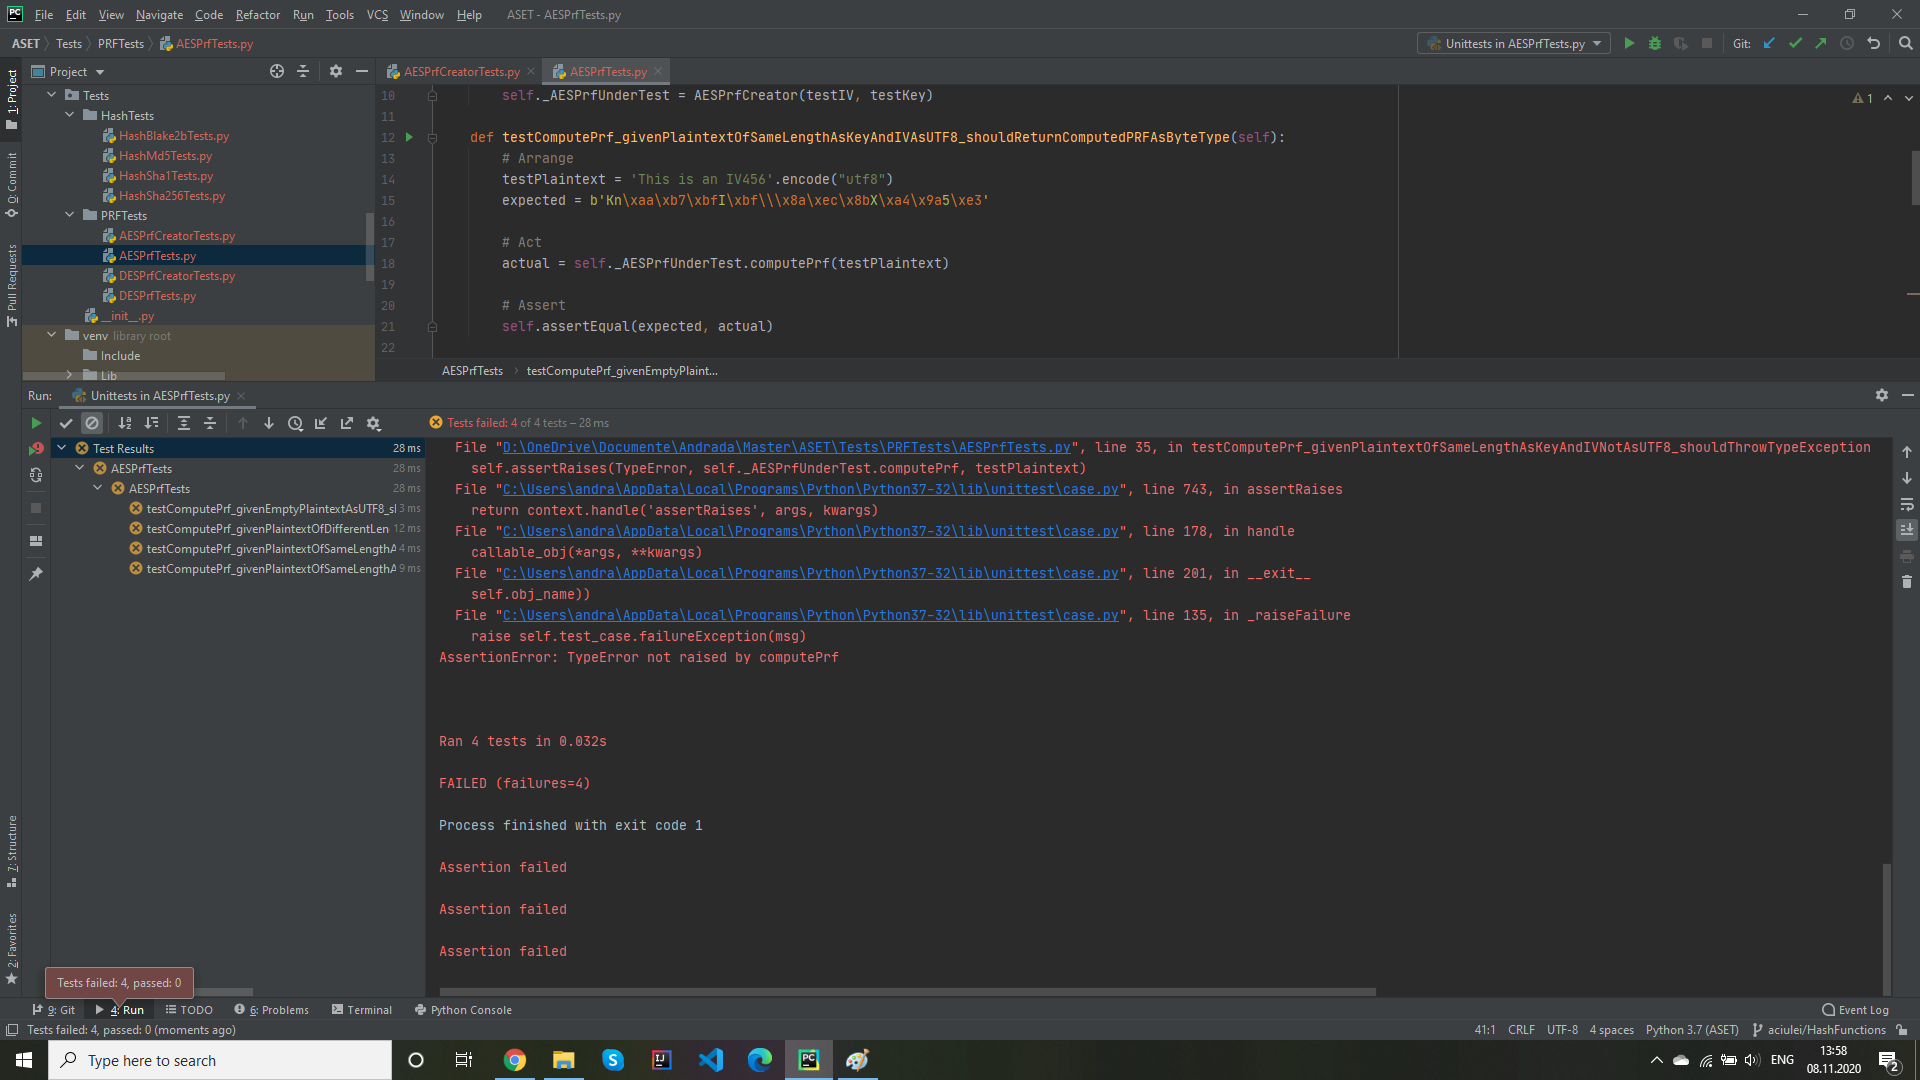 File Edit View Navigate Code Refactor Run Tools VCS Window Help ASET - AESPrfTests.py
ASET Tests PRFTests AESPrfTests.py Unittests in AESPrfTests.py Git:
Project
AESPrfCreatorTests.py AESPrfTests.py
1: Project
0: Commit
Pull Requests
Tests
HashTests
HashBlake2bTests.py
HashMd5Tests.py
HashSha1Tests.py
HashSha256Tests.py
PRFTests
AESPrfCreatorTests.py
AESPrfTests.py
DESPrfCreatorTests.py
DESPrfTests.py
__init__.py
venv library root
Include
Lib
10 self._AESPrfUnderTest = AESPrfCreator(testIV, testKey)
1
11
12 def testComputePrf_givenPlaintextOfSameLengthAsKeyAndIVAsUTF8_shouldReturnComputedPRFAsByteType(self):
13 # Arrange
14 testPlaintext = 'This is an IV456'.encode("utf8")
15 expected = b'Kn\xaa\xb7\xbfI\xbf\\\x8a\xec\x8bX\xa4\x9a5\xe3'
16
17 # Act
18 actual = self._AESPrfUnderTest.computePrf(testPlaintext)
19
20 # Assert
21 self.assertEqual(expected, actual)
22
AESPrfTests testComputePrf_givenEmptyPlaint...
Run: Unittests in AESPrfTests.py
Tests failed: 4 of 4 tests – 28 ms
Test Results 28 ms
AESPrfTests 28 ms
AESPrfTests 28 ms
testComputePrf_givenEmptyPlaintextAsUTF8_sl 3 ms
testComputePrf_givenPlaintextOfDifferentLen 12 ms
testComputePrf_givenPlaintextOfSameLengthA 4 ms
testComputePrf_givenPlaintextOfSameLengthA 9 ms
File "D:\OneDrive\Documente\Andrada\Master\ASET\Tests\PRFTests\AESPrfTests.py", line 35, in testComputePrf_givenPlaintextOfSameLengthAsKeyAndIVNotAsUTF8_shouldThrowTypeException
self.assertRaises(TypeError, self._AESPrfUnderTest.computePrf, testPlaintext)
File "C:\Users\andra\AppData\Local\Programs\Python\Python37-32\lib\unittest\case.py", line 743, in assertRaises
return context.handle('assertRaises', args, kwargs)
File "C:\Users\andra\AppData\Local\Programs\Python\Python37-32\lib\unittest\case.py", line 178, in handle
callable_obj(*args, **kwargs)
File "C:\Users\andra\AppData\Local\Programs\Python\Python37-32\lib\unittest\case.py", line 201, in __exit__
self.obj_name))
File "C:\Users\andra\AppData\Local\Programs\Python\Python37-32\lib\unittest\case.py", line 135, in _raiseFailure
raise self.test_case.failureException(msg)
AssertionError: TypeError not raised by computePrf
Ran 4 tests in 0.032s
FAILED (failures=4)
Process finished with exit code 1
Assertion failed
Assertion failed
Assertion failed
7: Structure
2: Favorites
Tests failed: 4, passed: 0
9: Git 4: Run TODO 6: Problems Terminal Python Console Event Log
Tests failed: 4, passed: 0 (moments ago) 41:1 CRLF UTF-8 4 spaces Python 3.7 (ASET) aciulei/HashFunctions
Type here to search
ENG
13:58
08.11.2020
2